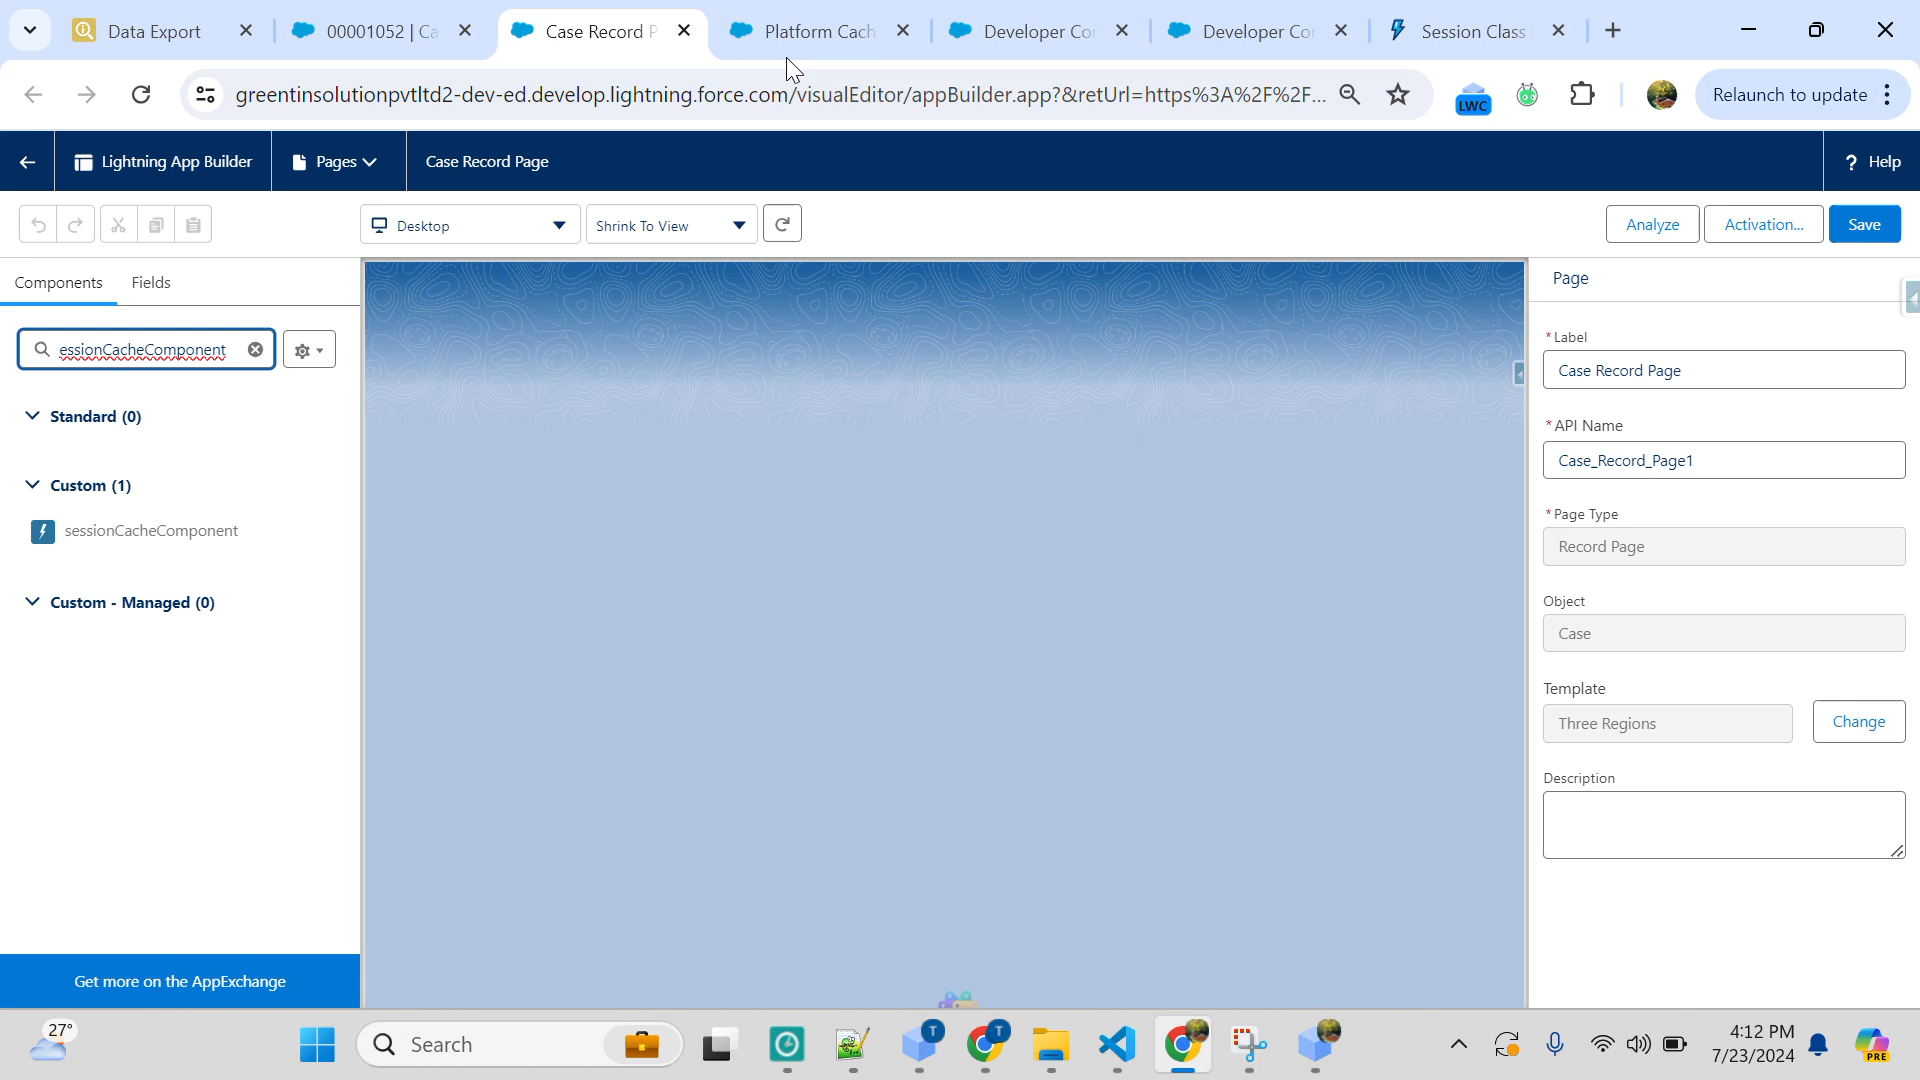 Data Export
00001052 | Ca
Case Record P
Platform Cach
Developer Co
Developer Co
Session Class
greentinsolutionpvtltd2-dev-ed.develop.lightning.force.com/visualEditor/appBuilder.app?&retUrl=https%3A%2F%2F...
LWC
Relaunch to update
Lightning App Builder
Pages
Case Record Page
? Help
Desktop
Shrink To View
Analyze
Activation...
Save
Components
Fields
Page
essionCacheComponent
* Label
Case Record Page
Standard (0)
* API Name
Case_Record_Page1
Custom (1)
sessionCacheComponent
* Page Type
Record Page
Custom - Managed (0)
Object
Case
Template
Three Regions
Change
Description
Get more on the AppExchange
27°
Search
T
T
4:12 PM
7/23/2024
PRE